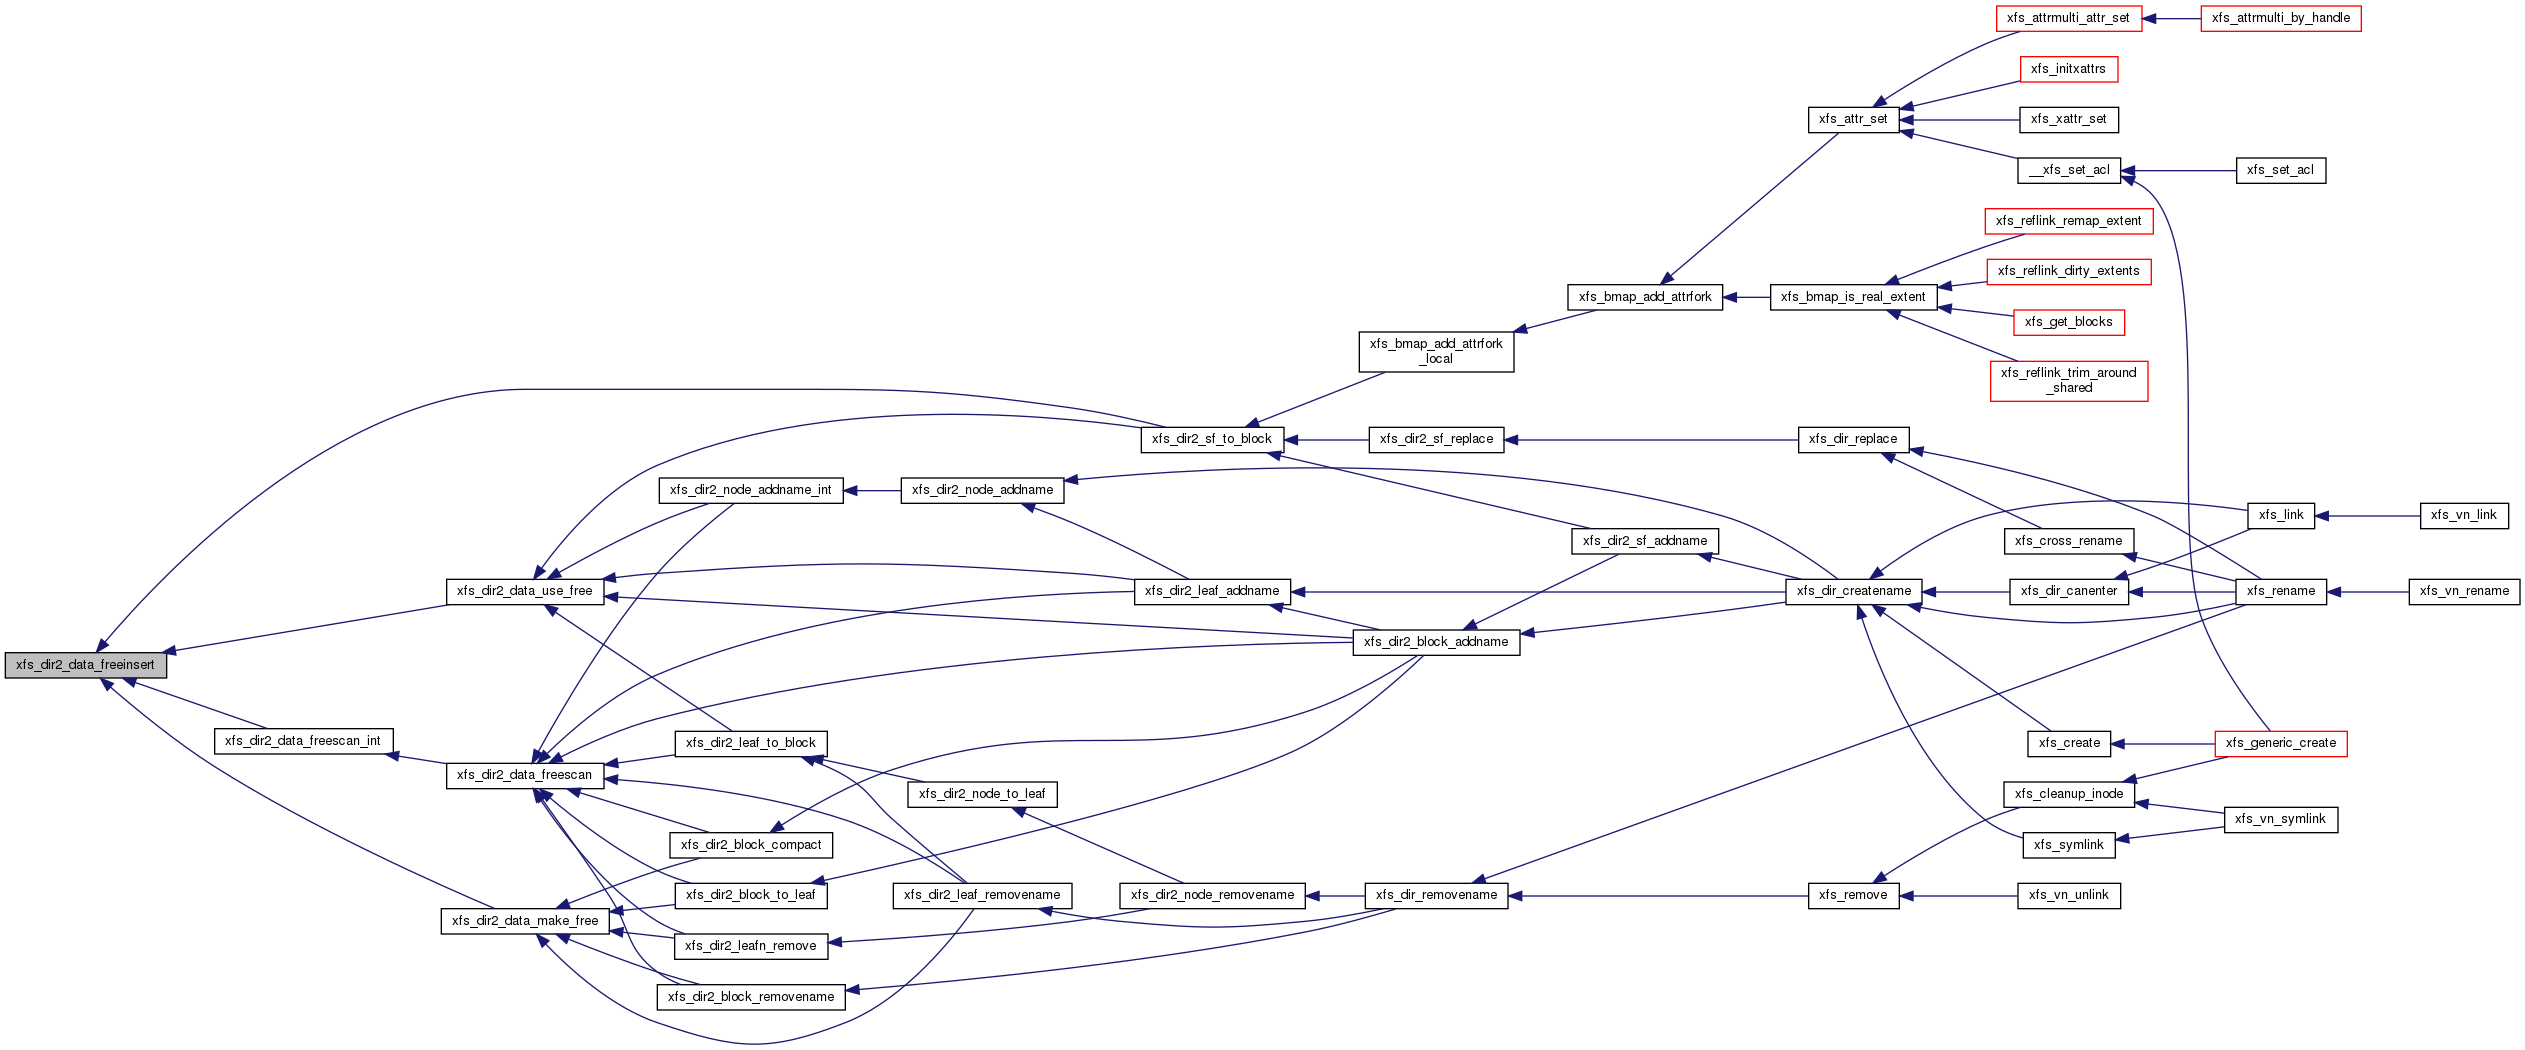 xfs_attrmulti_attr_set
xfs_attrmulti_by_handle
xfs_initxattrs
xfs_attr_set
xfs_xattr_set
__xfs_set_acl
xfs_set_acl
xfs_reflink_remap_extent
xfs_reflink_dirty_extents
xfs_bmap_add_attrfork
xfs_bmap_is_real_extent
xfs_get_blocks
xfs_bmap_add_attrfork
_local
xfs_reflink_trim_around
_shared
xfs_dir2_sf_to_block
xfs_dir2_sf_replace
xfs_dir_replace
xfs_dir2_node_addname_int
xfs_dir2_node_addname
xfs_link
xfs_vn_link
xfs_dir2_sf_addname
xfs_cross_rename
xfs_dir2_data_use_free
xfs_dir2_leaf_addname
xfs_dir_createname
xfs_dir_canenter
xfs_rename
xfs_vn_rename
xfs_dir2_block_addname
xfs_dir2_data_freeinsert
xfs_dir2_data_freescan_int
xfs_dir2_leaf_to_block
xfs_create
xfs_generic_create
xfs_dir2_data_freescan
xfs_dir2_node_to_leaf
xfs_cleanup_inode
xfs_vn_symlink
xfs_dir2_block_compact
xfs_symlink
xfs_dir2_block_to_leaf
xfs_dir2_leaf_removename
xfs_dir2_node_removename
xfs_dir_removename
xfs_remove
xfs_vn_unlink
xfs_dir2_data_make_free
xfs_dir2_leafn_remove
xfs_dir2_block_removename